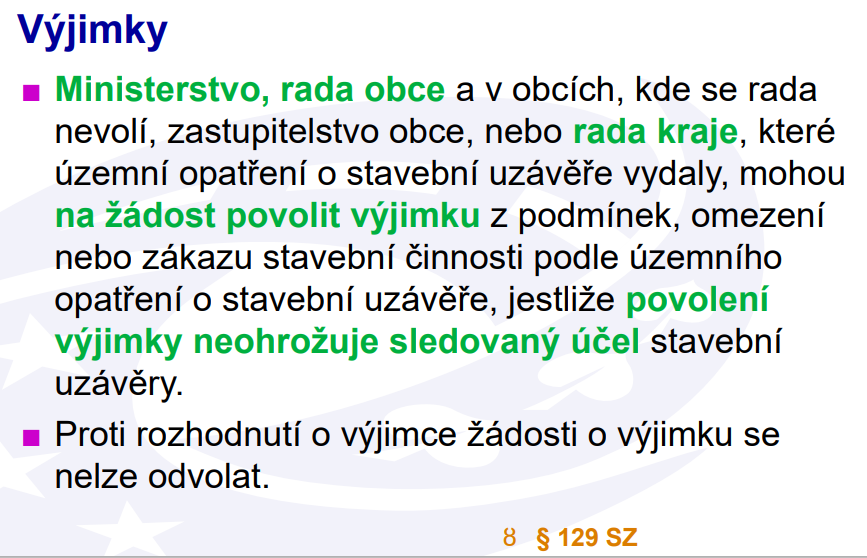 Výjimky
Ministerstvo, rada obce a v obcích, kde se rada
nevolí, zastupitelstvo obce, nebo rada kraje, které
územní opatření o stavební uzávěře vydaly, mohou
na žádost povolit výjimku z podmínek, omezení
nebo zákazu stavební činnosti podle územního
opatření o stavební uzávěře, jestliže povolení
výjimky neohrožuje sledovaný účel stavební
uzávěry.
Proti rozhodnutí o výjimce žádosti o výjimku se
nelze odvolat.
8 § 129 SZ